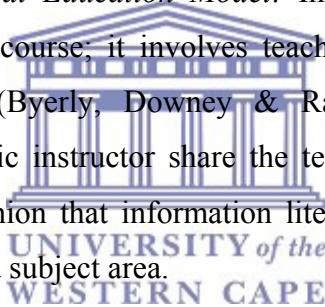 al Education Model. In
course; it involves teach
(Byerly, Downey & Ra
ic instructor share the te
nion that information lite
UNIVERSITY of the
subject area.
WESTERN CAPE